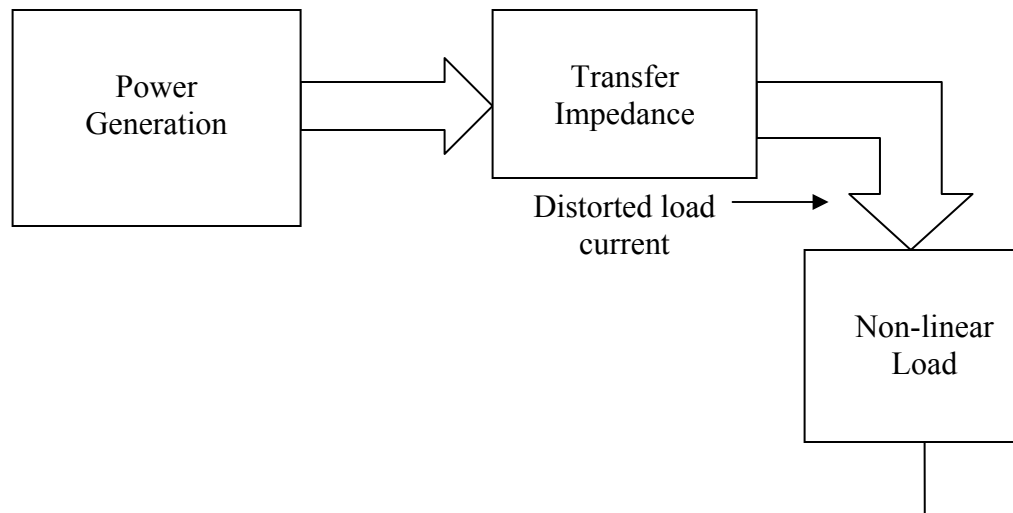 Power
Generation
Transfer
Impedance
Distorted load
current
Non-linear
Load